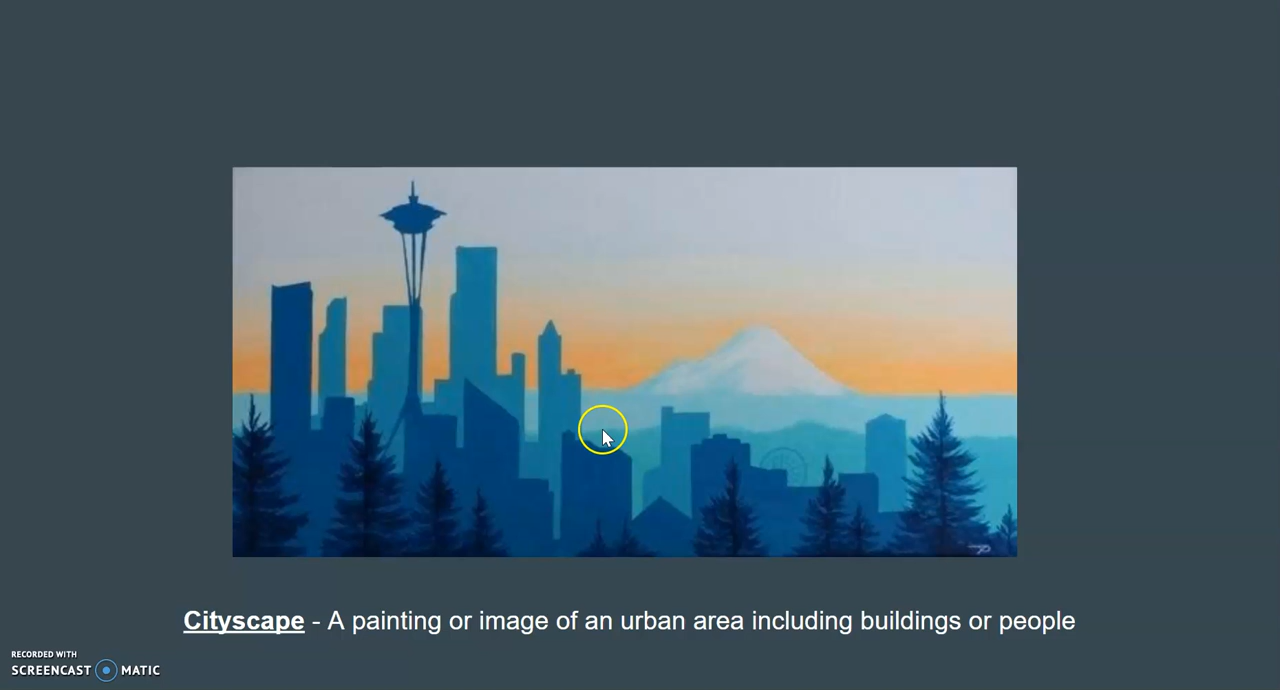 Cityscape - A painting or image of an urban area including buildings or people
RECORDED WITH
SCREENCAST MATIC